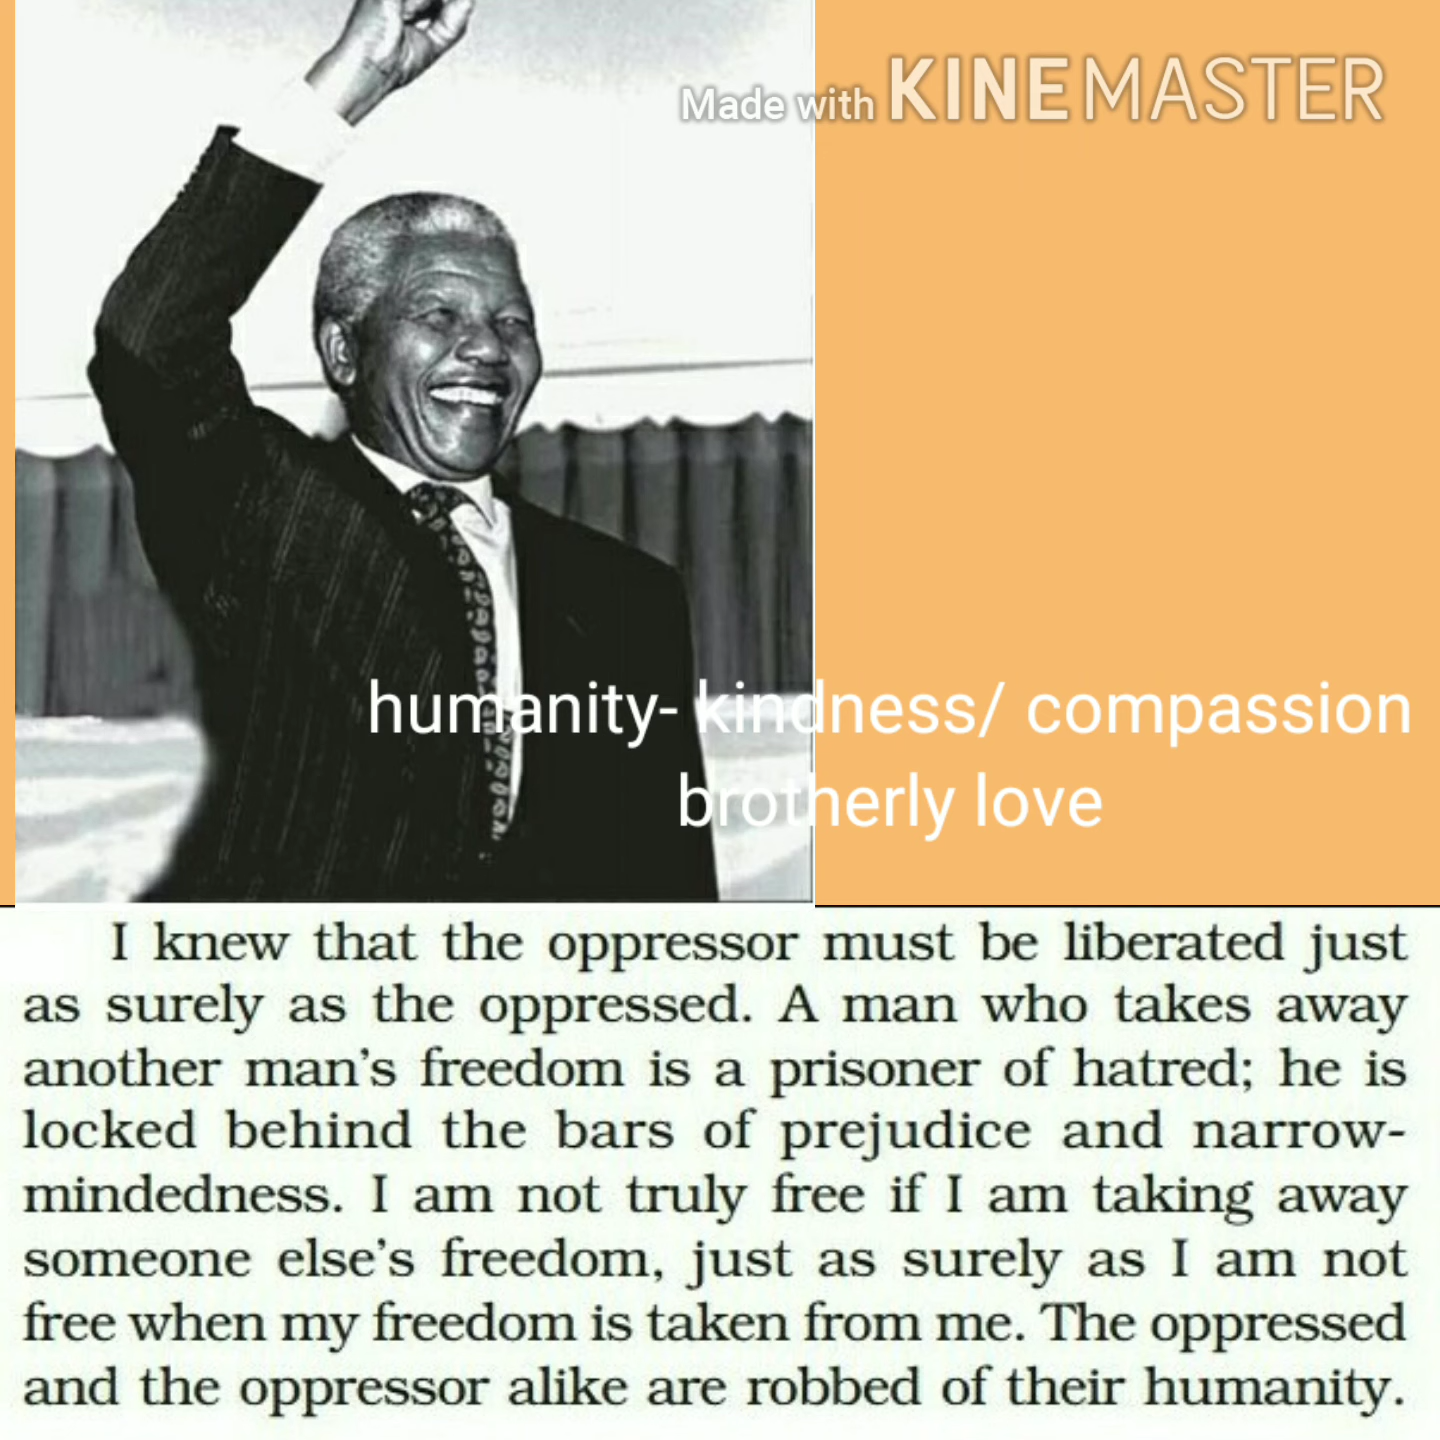 Made with KINEMASTER
humanity- kindness/ compassion
brotherly love
I knew that the oppressor must be liberated just
as surely as the oppressed. A man who takes away
another man's freedom is a prisoner of hatred; he is
locked behind the bars of prejudice and narrow-
mindedness. I am not truly free if I am taking away
someone else's freedom, just as surely as I am not
free when my freedom is taken from me. The oppressed
and the oppressor alike are robbed of their humanity.